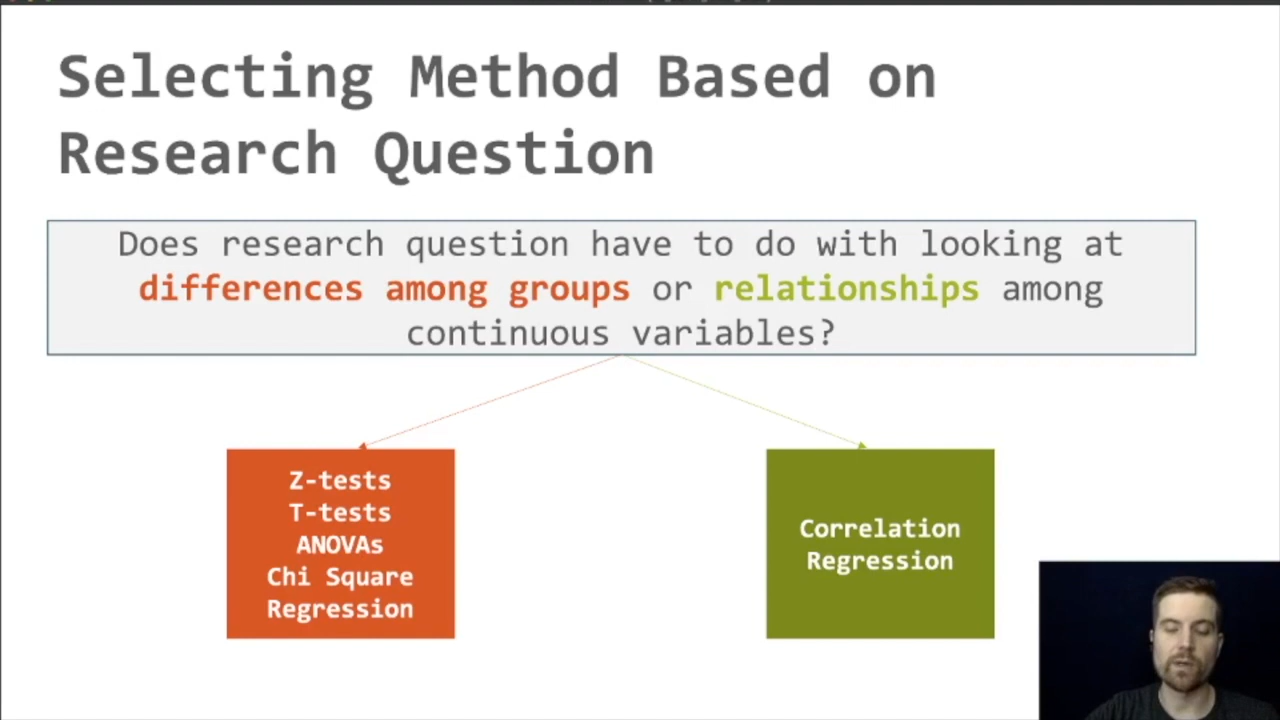 Selecting Method Based on
Research Question
Does research question have to do with looking at
differences among groups or relationships among
continuous variables?
Z-tests
T-tests
ANOVAs
Chi Square
Regression
Correlation
Regression